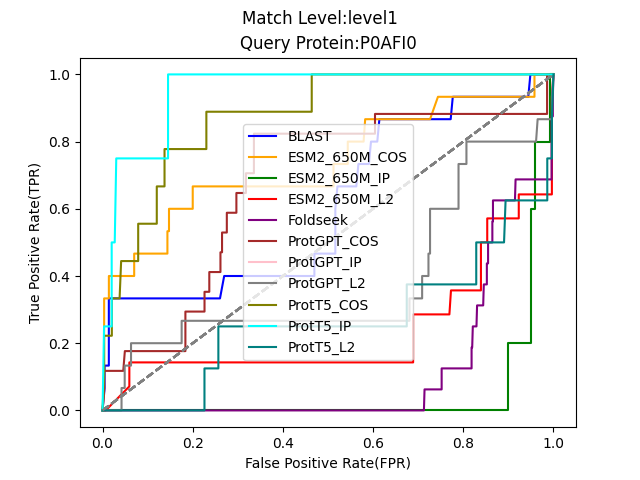 Match Level:level1
Query Protein:P0AFI0
1.0
0.8
0.6
0.4
0.2
0.0
True Positive Rate(TPR)
BLAST
ESM2_650M_COS
ESM2_650M_IP
ESM2_650M_L2
Foldseek
ProtGPT_COS
ProtGPT_IP
ProtGPT_L2
ProtT5_COS
ProtT5_IP
ProtT5_L2
0.0 0.2 0.4 0.6 0.8 1.0
False Positive Rate(FPR)